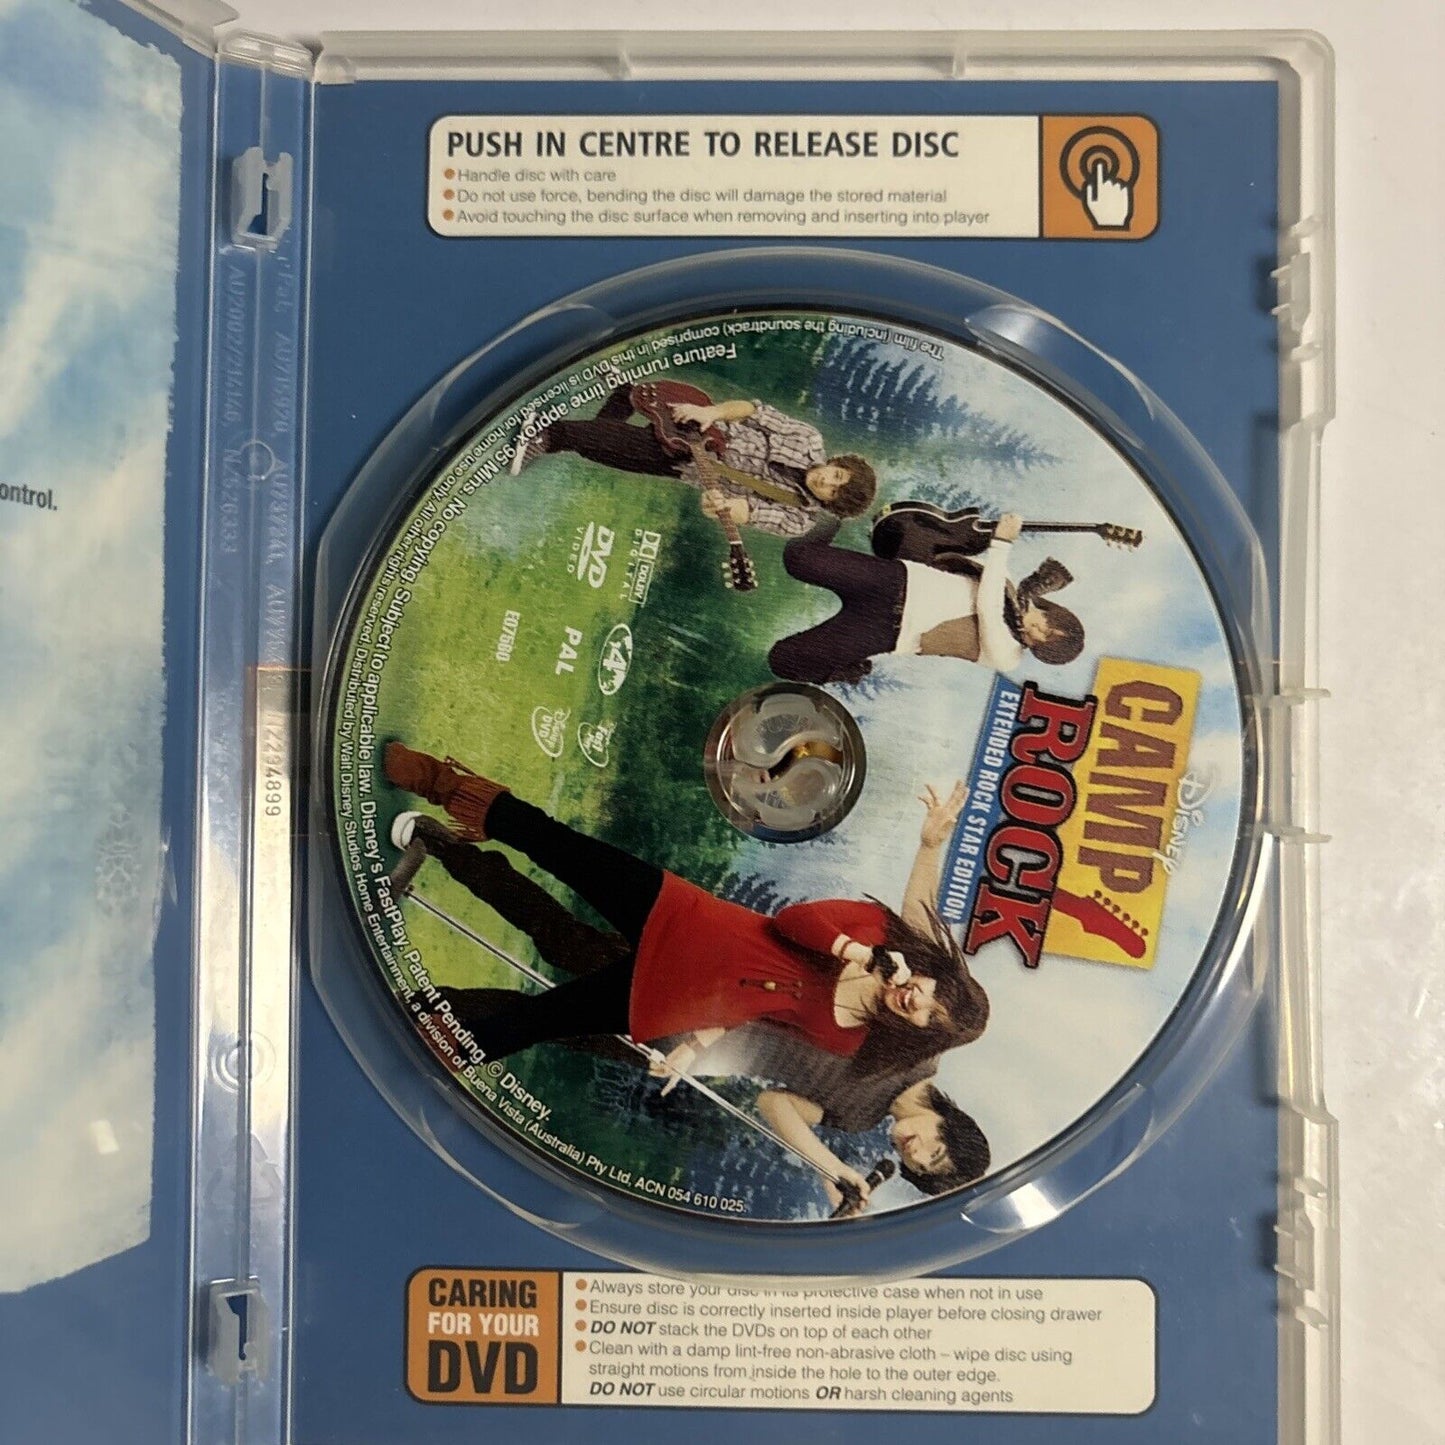 ontrol.
PUSH IN CENTRE TO RELEASE DISC
Handle disc with care
Do not use force, bending the disc will damage the stored material
Avoid touching the disc surface when removing and inserting into player
DISNEY
CAMP
ROCK
EXTENDED ROCK STAR EDITION
DOLBY
DIGITAL
DVD
VIDEO
4
PAL
E07580
Disney DVD
Feature running time approx. 95 Mins. No copying. Subject to applicable law. Disney's FastPlay. Patent Pending. © Disney.
The film (including the soundtrack) comprised in this DVD is licensed for home use only. All other rights reserved. Distributed by Walt Disney Studios Home Entertainment, a division of Buena Vista (Australia) Pty Ltd, ACN 054 610 025.
CARING
FOR YOUR
DVD
Always store your disc in its protective case when not in use
Ensure disc is correctly inserted inside player before closing drawer
DO NOT stack the DVDs on top of each other
Clean with a damp lint-free non-abrasive cloth – wipe disc using
straight motions from inside the hole to the outer edge.
DO NOT use circular motions OR harsh cleaning agents